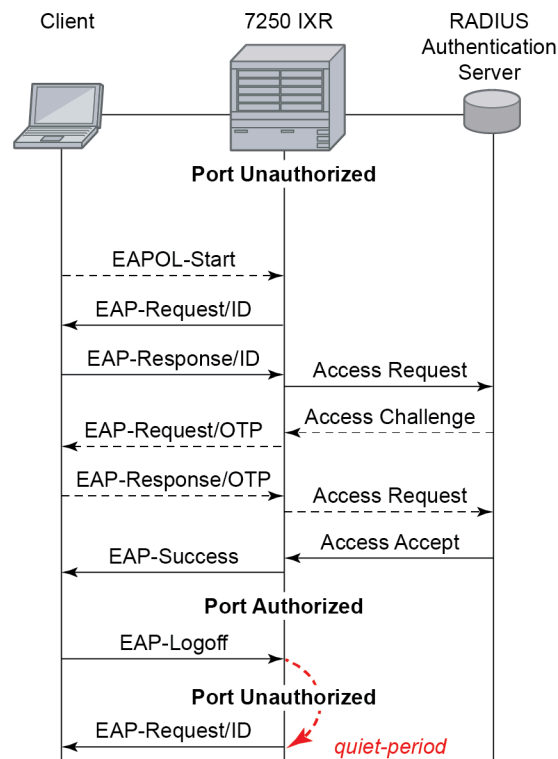 Client
7250 IXR
RADIUS
Authentication
Server
Port Unauthorized
EAPOL-Start
EAP-Request/ID
EAP-Response/ID
Access Request
Access Challenge
EAP-Request/OTP
EAP-Response/OTP
Access Request
Access Accept
EAP-Success
Port Authorized
EAP-Logoff
Port Unauthorized
EAP-Request/ID
quiet-period